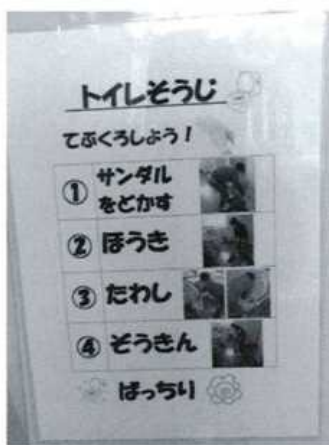 トイレそうじ
てぶくろしよう！
① サンダル
をどかす
② ほうき
③ たわし
④ ぞうきん
ばっちり